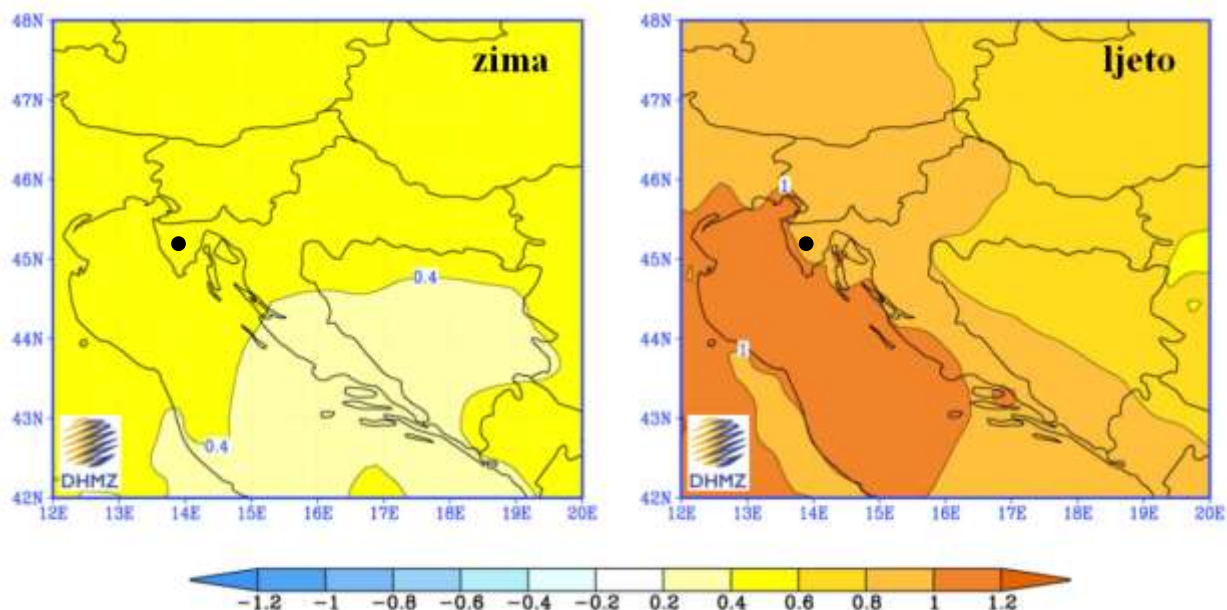 48N
zima
47N
46N
45N
0.4
44N
43N
0.4
DHMZ
42N
12E 13E 14E 15E 16E 17E 18E 19E 20E
48N
ljeto
47N
46N
1
45N
44N
1
43N
DHMZ
42N
12E 13E 14E 15E 16E 17E 18E 19E 20E
-1.2 -1 -0.8 -0.6 -0.4 -0.2 0.2 0.4 0.6 0.8 1 1.2